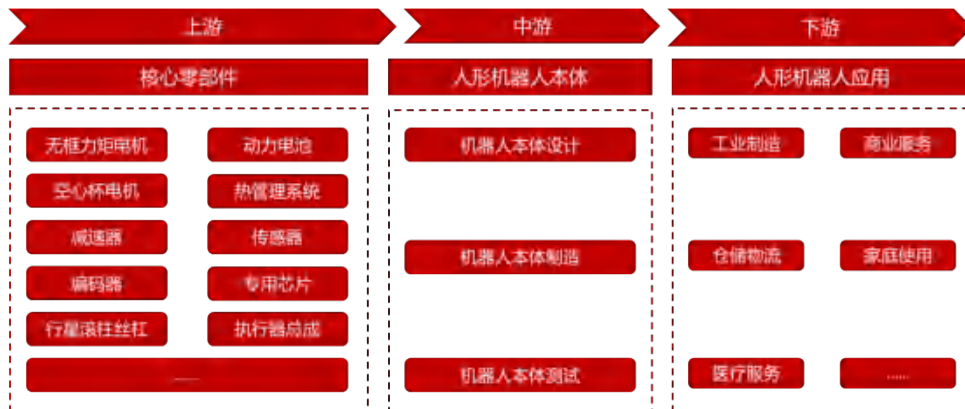 上游
中游
下游
核心零部件
人形机器人本体
人形机器人应用
无框力矩电机
动力电池
空心杯电机
热管理系统
减速器
传感器
编码器
专用芯片
行星滚柱丝杠
执行器总成
......
机器人本体设计
机器人本体制造
机器人本体测试
工业制造
商业服务
仓储物流
家庭使用
医疗服务
......